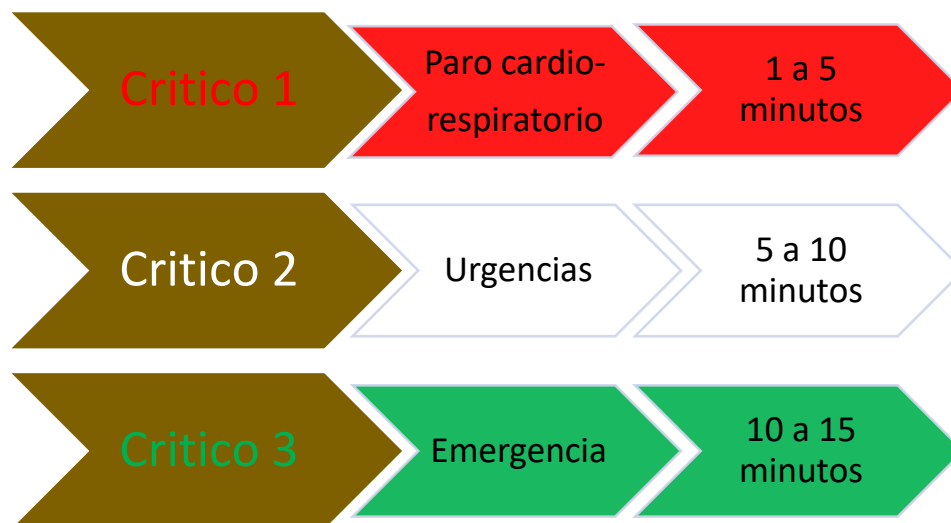 Critico 1
Paro cardio-
respiratorio
1 a 5
minutos
Critico 2
Urgencias
5 a 10
minutos
Critico 3
Emergencia
10 a 15
minutos